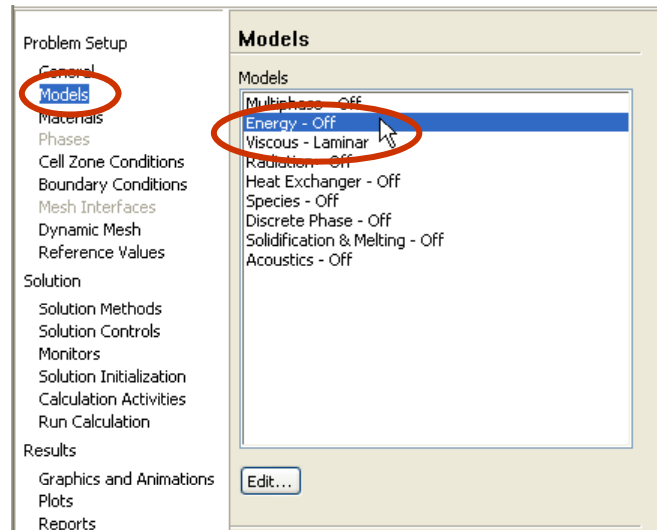 Problem Setup
General
Models
Materials
Phases
Cell Zone Conditions
Boundary Conditions
Mesh Interfaces
Dynamic Mesh
Reference Values
Solution
Solution Methods
Solution Controls
Monitors
Solution Initialization
Calculation Activities
Run Calculation
Results
Graphics and Animations
Plots
Reports
Models
Models
Multiphase - Off
Energy - Off
Viscous - Laminar
Radiation - Off
Heat Exchanger - Off
Species - Off
Discrete Phase - Off
Solidification & Melting - Off
Acoustics - Off
Edit...